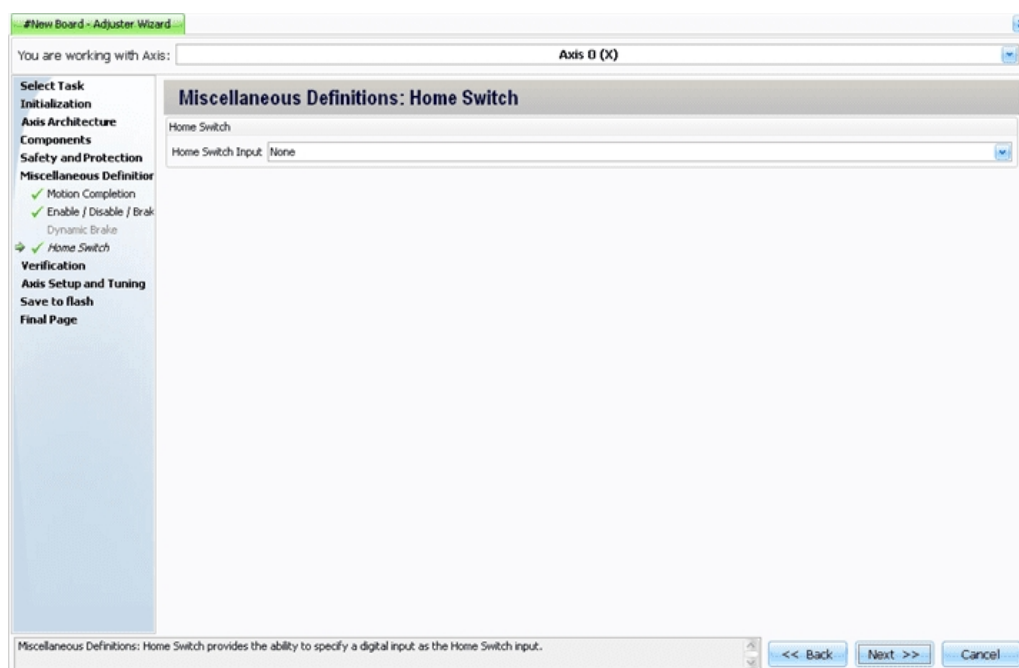 #New Board - Adjuster Wizard
You are working with Axis:
Axis 0 (X)
Select Task
Initialization
Axis Architecture
Components
Safety and Protection
Miscellaneous Definition
Motion Completion
Enable / Disable / Brak
Dynamic Brake
Home Switch
Verification
Axis Setup and Tuning
Save to flash
Final Page
Miscellaneous Definitions: Home Switch
Home Switch
Home Switch Input None
Miscellaneous Definitions: Home Switch provides the ability to specify a digital input as the Home Switch input.
<< Back
Next >>
Cancel